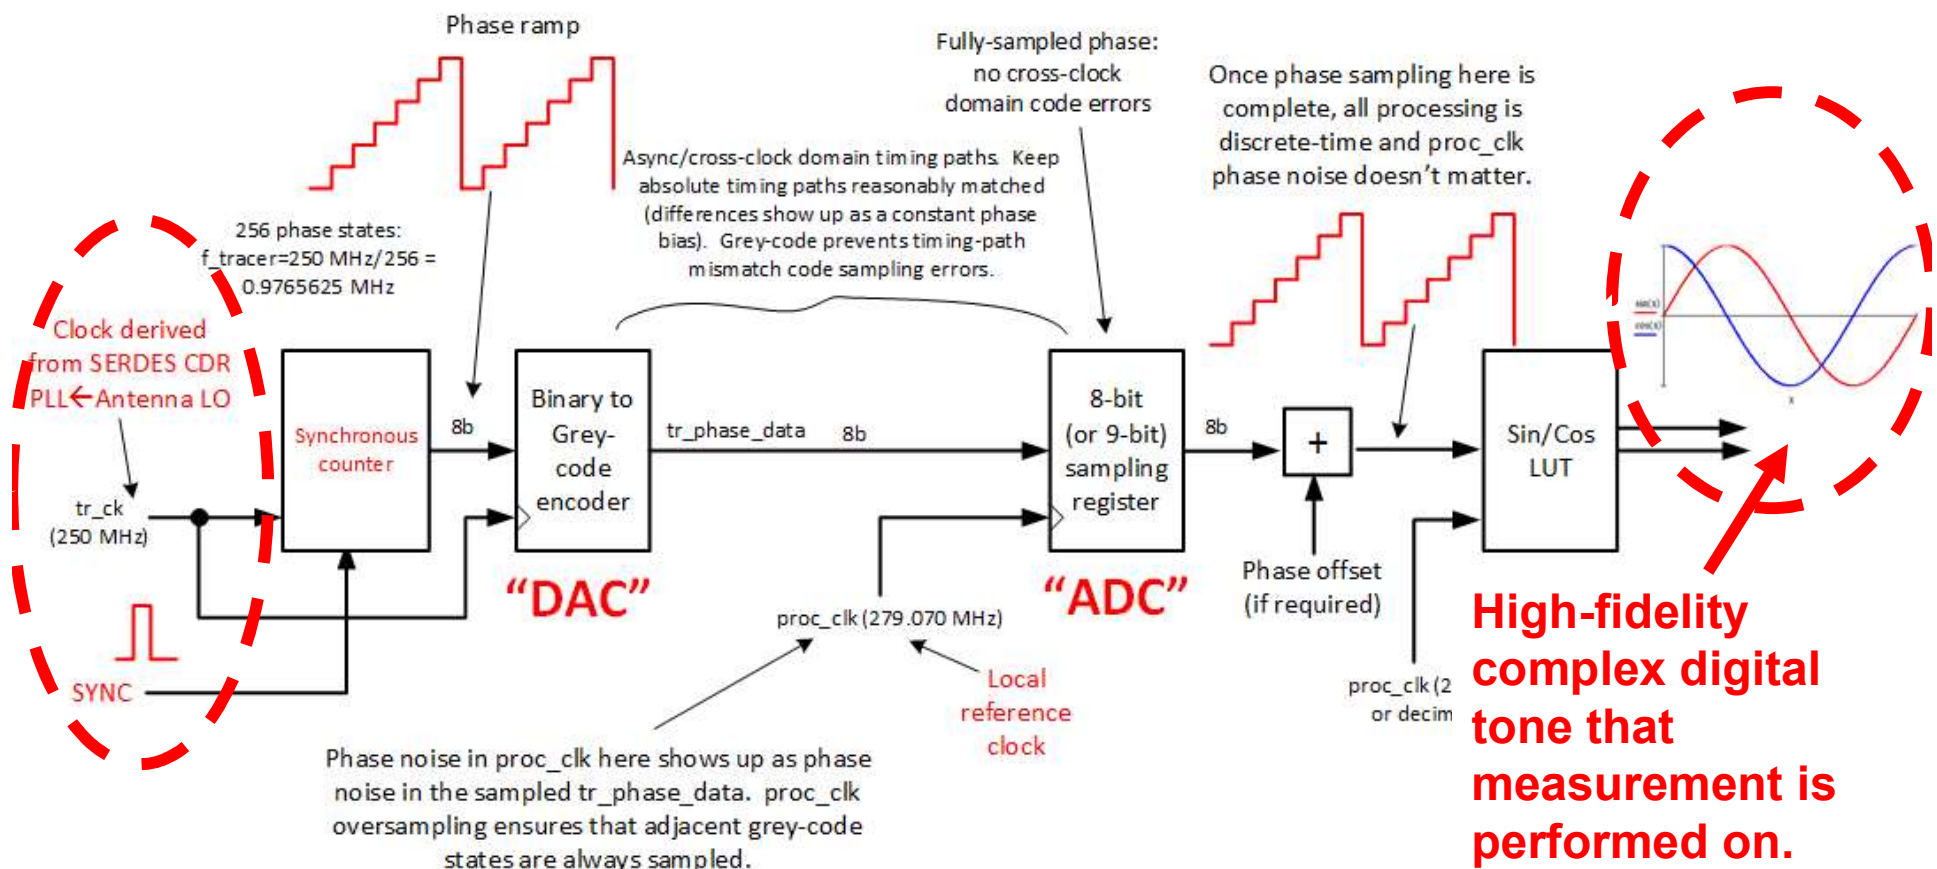 Phase ramp
Fully-sampled phase:
no cross-clock
domain code errors
Once phase sampling here is
complete, all processing is
discrete-time and proc_clk
phase noise doesn't matter.
Async/cross-clock domain timing paths. Keep
absolute timing paths reasonably matched
(differences show up as a constant phase
bias). Grey-code prevents timing-path
mismatch code sampling errors.
256 phase states:
f_tracer=250 MHz/256 =
0.9765625 MHz
Clock derived
from SERDES CDR
PLL←Antenna LO
tr_ck
(250 MHz)
SYNC
Synchronous
counter
8b
Binary to
Grey-
code
encoder
"DAC"
tr_phase_data 8b
8-bit
(or 9-bit)
sampling
register
"ADC"
8b
+
Phase offset
(if required)
Sin/Cos
LUT
sin(x)
cos(x)
x
proc_clk (279.070 MHz)
Local
reference
clock
proc_clk (2
or decim
Phase noise in proc_clk here shows up as phase
noise in the sampled tr_phase_data. proc_clk
oversampling ensures that adjacent grey-code
states are always sampled.
High-fidelity
complex digital
tone that
measurement is
performed on.